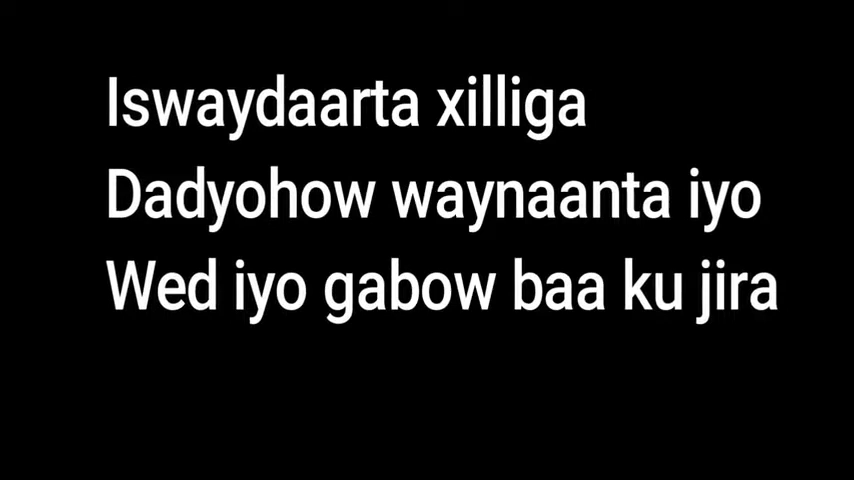 Iswaydaarta xilliga
Dadyohow waynaanta iyo
Wed iyo gabow baa ku jira